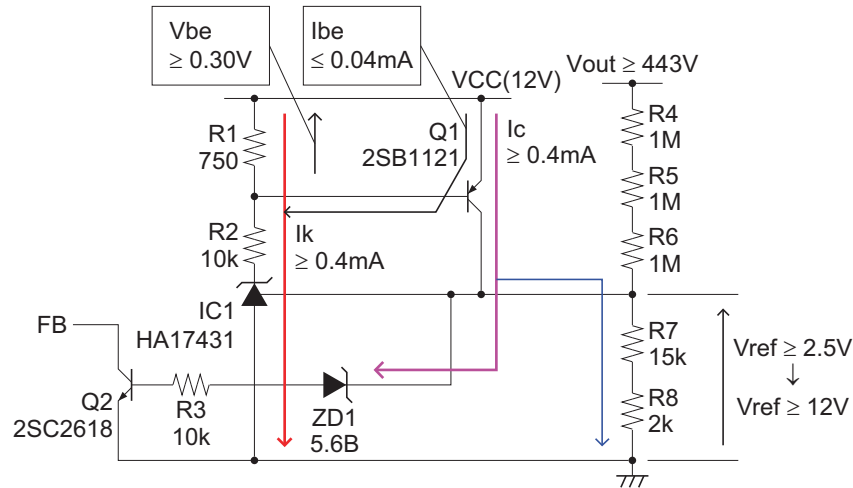 Vbe
≥ 0.30V
Ibe
≤ 0.04mA
VCC(12V)
Vout ≥ 443V
R1
750
Q1
2SB1121
Ic
≥ 0.4mA
R4
1M
R5
1M
R6
1M
R2
10k
Ik
≥ 0.4mA
IC1
HA17431
FB
Q2
2SC2618
R3
10k
ZD1
5.6B
R7
15k
R8
2k
Vref ≥ 2.5V
↓
Vref ≥ 12V